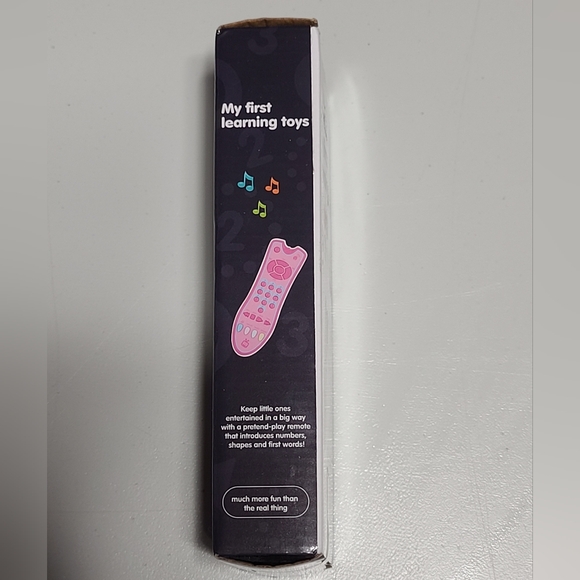 My first
learning toys
Keep little ones
entertained in a big way
with a pretend-play remote
that introduces numbers,
shapes and first words!
much more fun than
the real thing